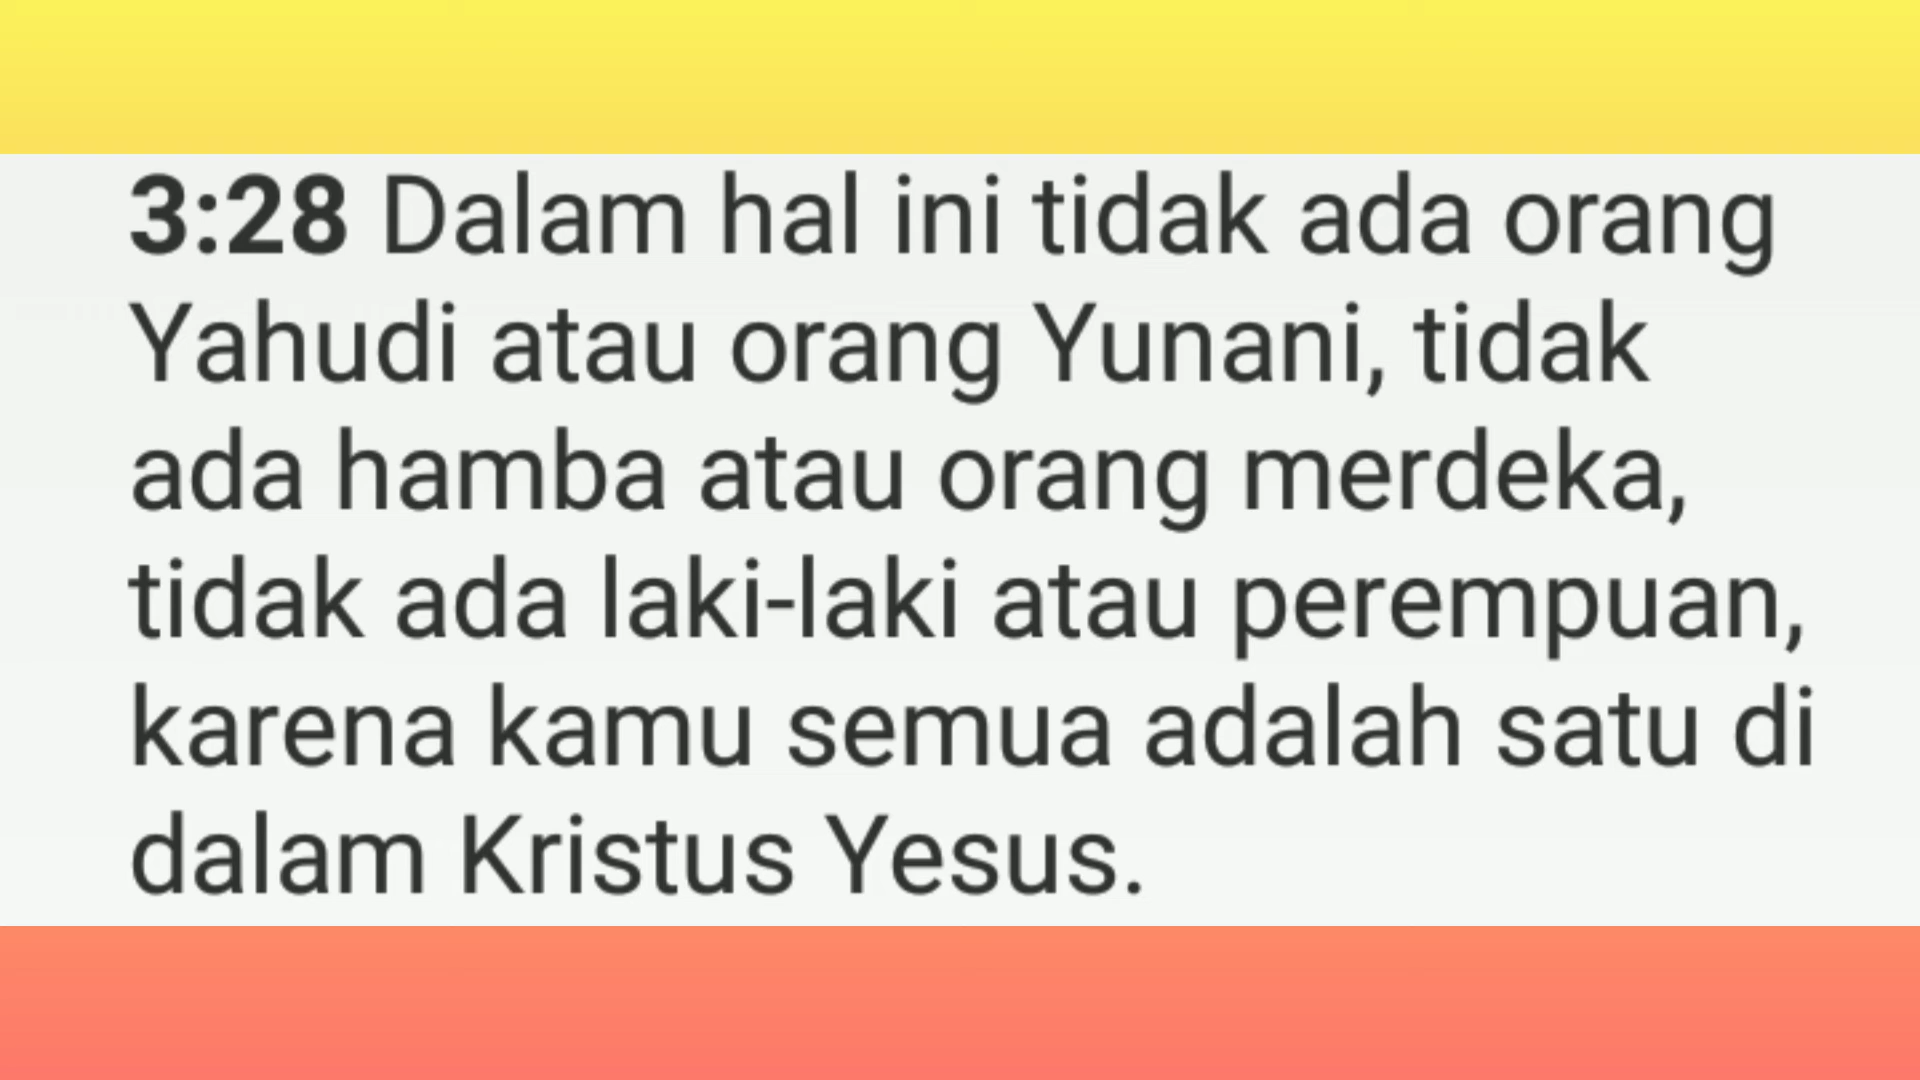 3:28 Dalam hal ini tidak ada orang
Yahudi atau orang Yunani, tidak
ada hamba atau orang merdeka,
tidak ada laki-laki atau perempuan,
karena kamu semua adalah satu di
dalam Kristus Yesus.